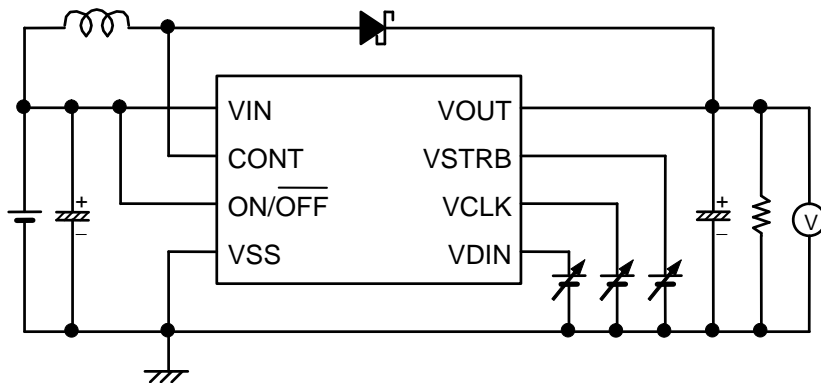 VIN VOUT
CONT VSTRB
ON/OFF VCLK
VSS VDIN
+ +
− −
V